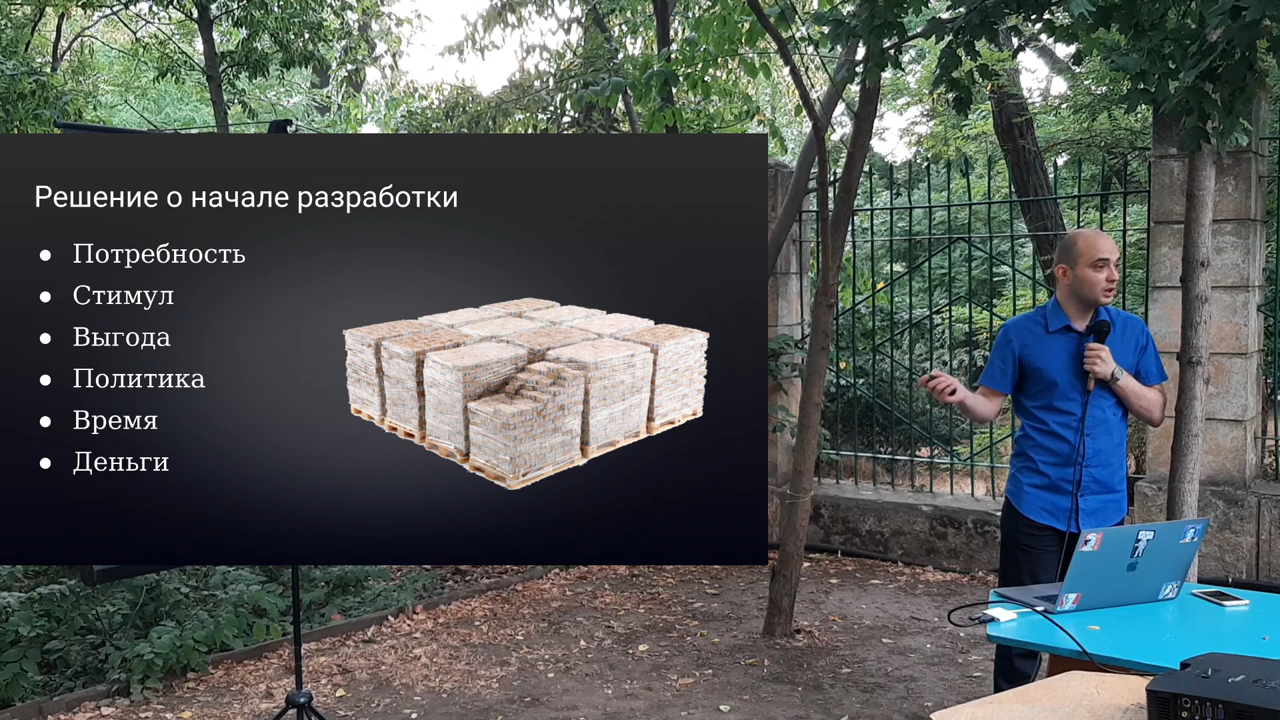 Решение о начале разработки
● Потребность
● Стимул
● Выгода
● Политика
● Время
● Деньги